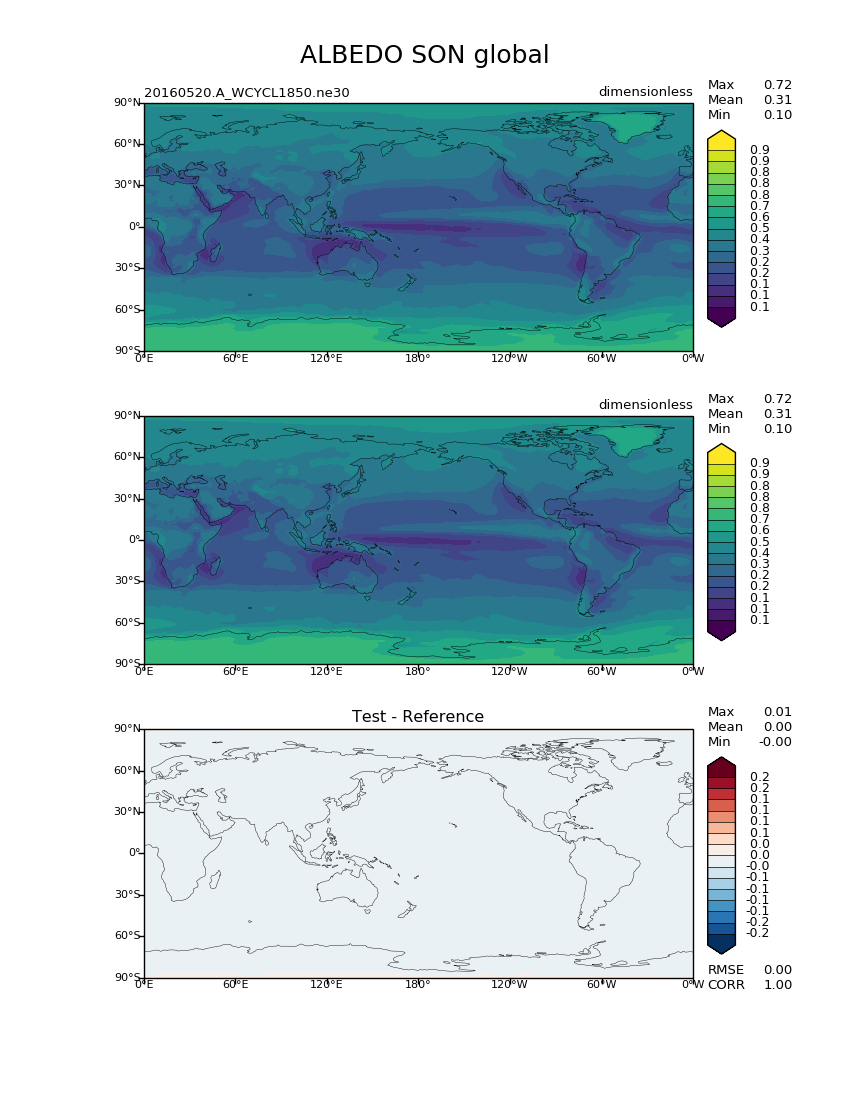 ALBEDO SON global
20160520.A_WCYCL1850.ne30
dimensionless
Max 0.72
Mean 0.31
Min 0.10
90°N
60°N
30°N
0°
30°S
60°S
90°S
0°E 60°E 120°E 180° 120°W 60°W 0°W
0.9
0.9
0.8
0.8
0.8
0.7
0.6
0.5
0.4
0.3
0.2
0.2
0.1
0.1
0.1
dimensionless
Max 0.72
Mean 0.31
Min 0.10
90°N
60°N
30°N
0°
30°S
60°S
90°S
0°E 60°E 120°E 180° 120°W 60°W 0°W
0.9
0.9
0.8
0.8
0.8
0.7
0.6
0.5
0.4
0.3
0.2
0.2
0.1
0.1
0.1
Test - Reference
Max 0.01
Mean 0.00
Min -0.00
90°N
60°N
30°N
0°
30°S
60°S
90°S
0°E 60°E 120°E 180° 120°W 60°W 0°W
0.2
0.2
0.1
0.1
0.1
0.1
0.0
0.0
-0.0
-0.1
-0.1
-0.1
-0.1
-0.2
-0.2
RMSE 0.00
CORR 1.00